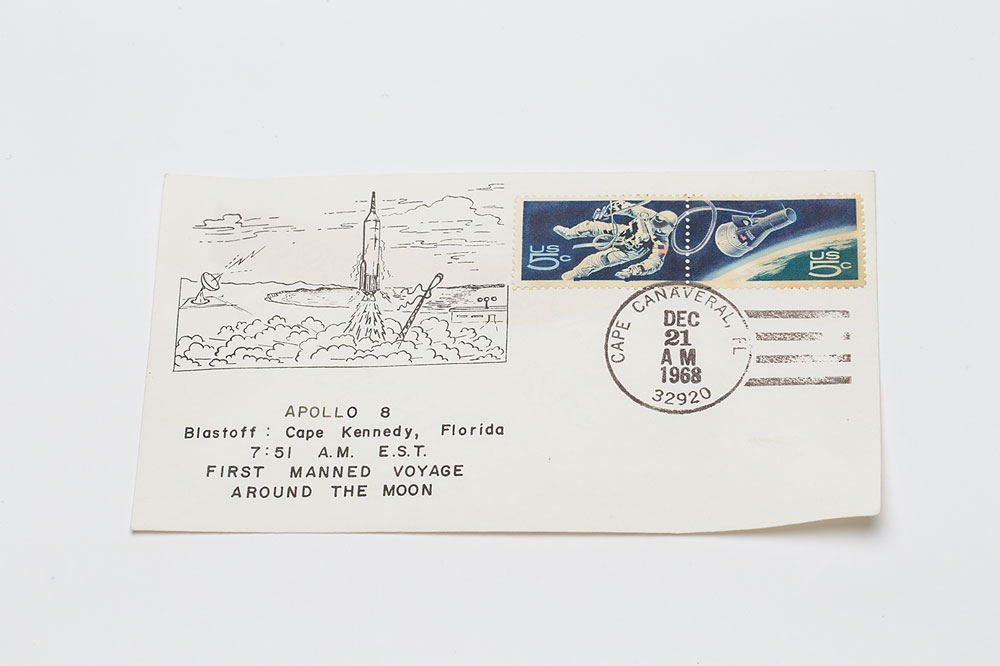 US
5c
US
5c
CAPE CANAVERAL, FL
DEC
21
AM
1968
32920
APOLLO 8
Blastoff: Cape Kennedy, Florida
7:51 A.M. E.S.T.
FIRST MANNED VOYAGE
AROUND THE MOON